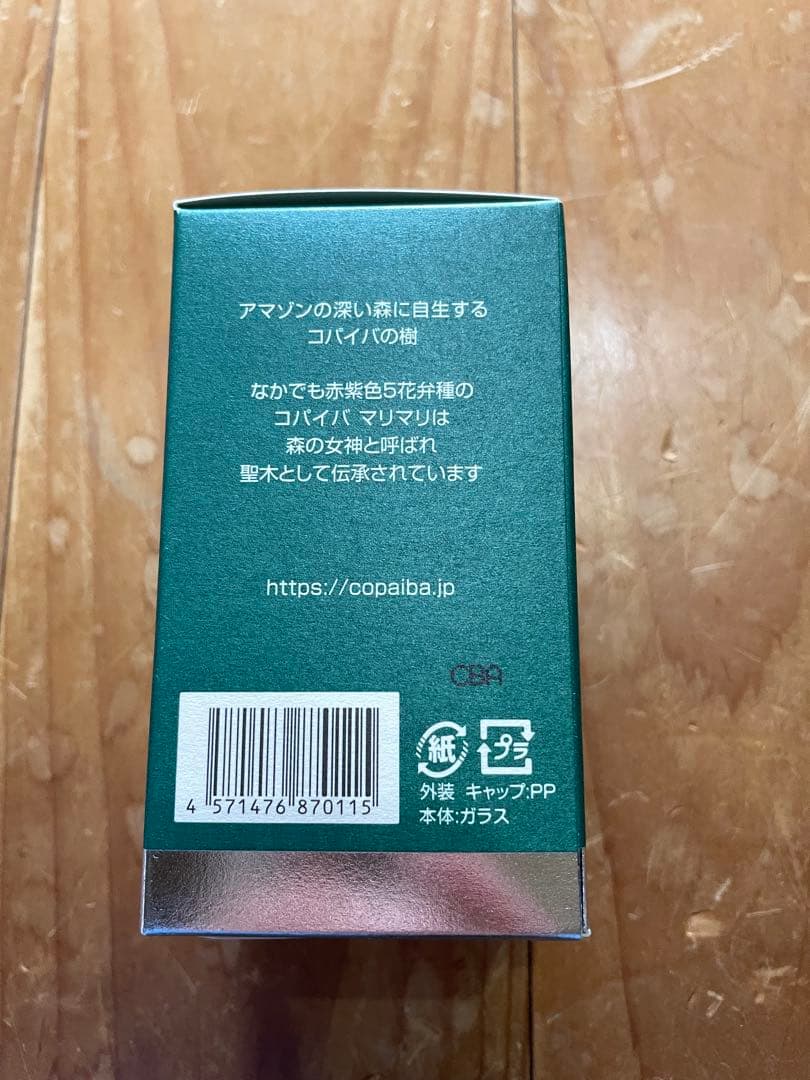 アマゾンの深い森に自生する
コパイバの樹
なかでも赤紫色5花弁種の
コパイバ マリマリは
森の女神と呼ばれ
聖木として伝承されています
https://copaiba.jp
CBA
4 571476 870115
紙 プラ
外装 キャップ:PP
本体:ガラス